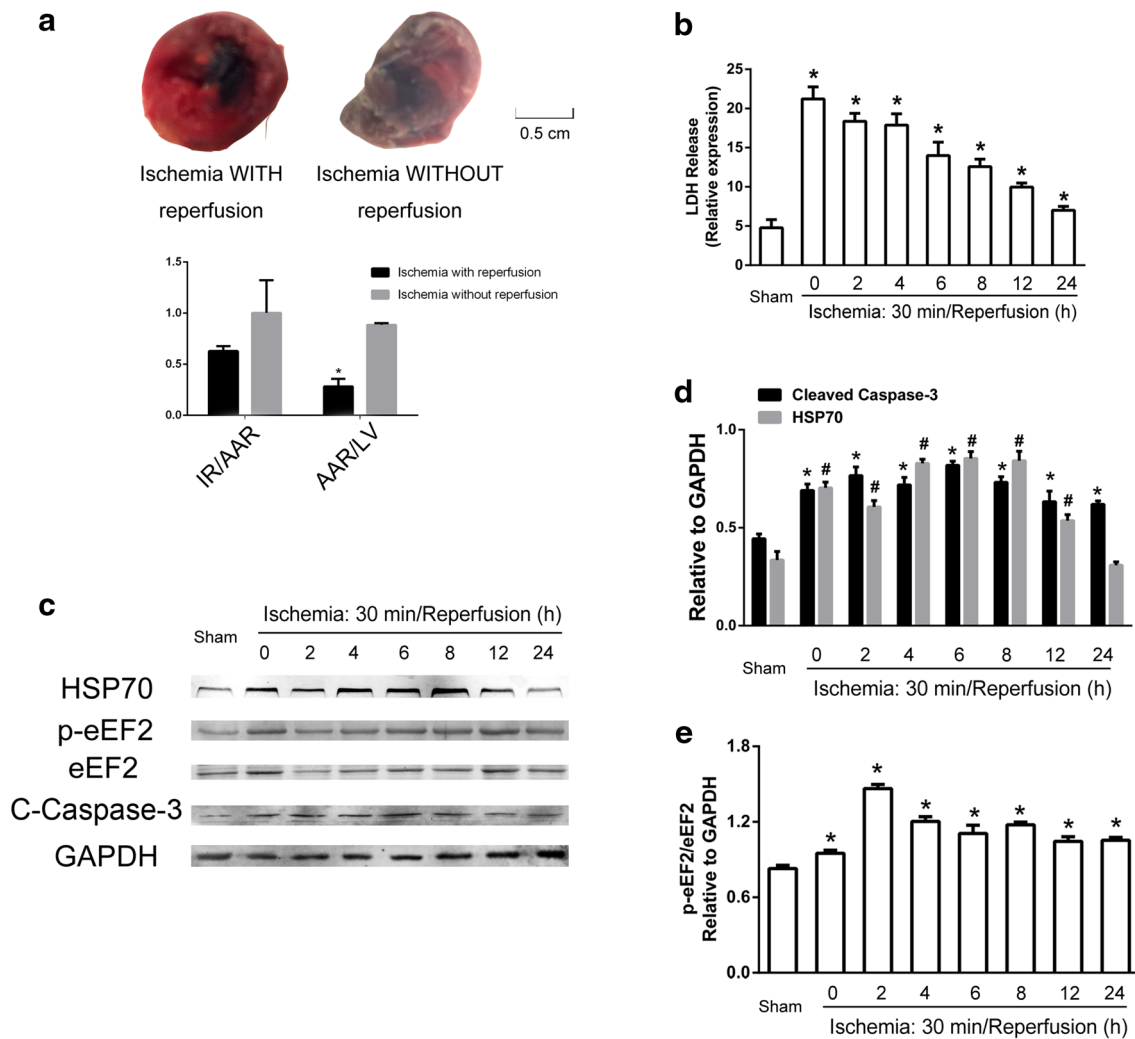 a
Ischemia WITH
reperfusion
Ischemia WITHOUT
reperfusion
0.5 cm
1.5
1.0
0.5
0.0
*
Ischemia with reperfusion
Ischemia without reperfusion
IR/AAR
AAR/LV
b
LDH Release
(Relative expression)
25
20
15
10
5
0
* * * * * * *
Sham 0 2 4 6 8 12 24
Ischemia: 30 min/Reperfusion (h)
c
Ischemia: 30 min/Reperfusion (h)
Sham 0 2 4 6 8 12 24
HSP70
p-eEF2
eEF2
C-Caspase-3
GAPDH
d
Cleaved Caspase-3
HSP70
Relative to GAPDH
1.0
0.5
0.0
* # * # * # * # * # * # *
Sham 0 2 4 6 8 12 24
Ischemia: 30 min/Reperfusion (h)
e
p-eEF2/eEF2
Relative to GAPDH
1.8
1.2
0.6
0.0
* * * * * * *
Sham 0 2 4 6 8 12 24
Ischemia: 30 min/Reperfusion (h)